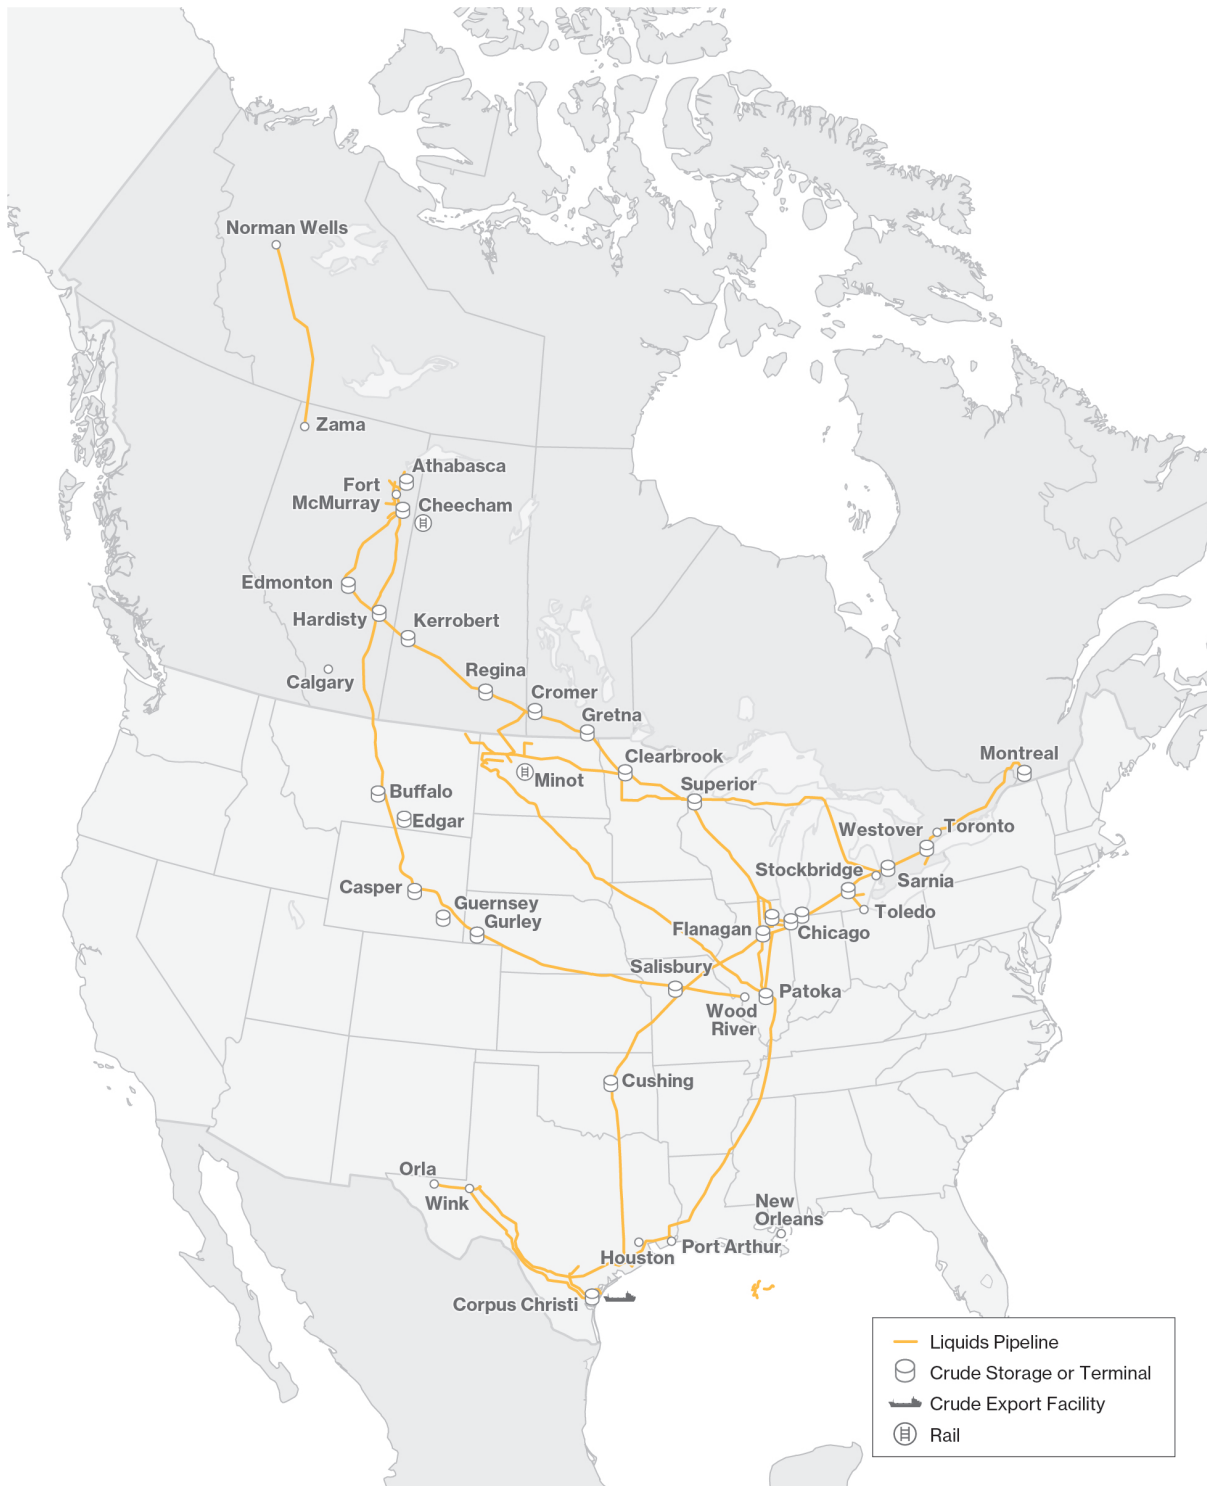 Norman Wells
Zama
Athabasca
Fort
McMurray
Cheecham
Edmonton
Hardisty
Kerrobert
Calgary
Regina
Cromer
Gretna
Clearbrook
Minot
Superior
Montreal
Buffalo
Edgar
Westover
Toronto
Stockbridge
Sarnia
Casper
Guernsey
Gurley
Toledo
Flanagan
Chicago
Salisbury
Patoka
Wood
River
Cushing
Orla
Wink
New
Orleans
Port Arthur
Houston
Corpus Christi
Liquids Pipeline
Crude Storage or Terminal
Crude Export Facility
Rail